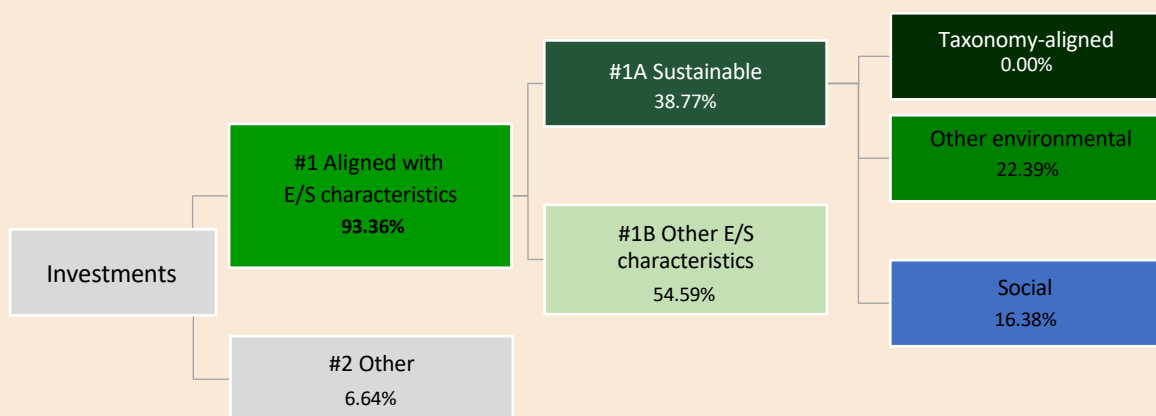 Investments
#1 Aligned with
E/S characteristics
93.36%
#2 Other
6.64%
#1A Sustainable
38.77%
#1B Other E/S
characteristics
54.59%
Taxonomy-aligned
0.00%
Other environmental
22.39%
Social
16.38%